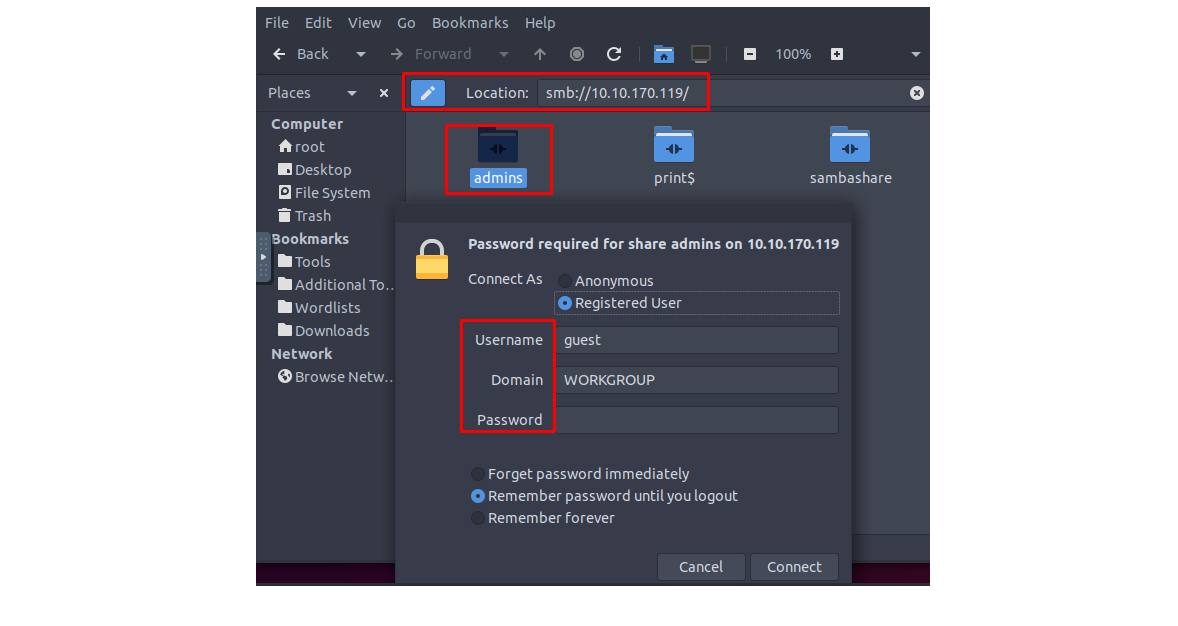 File Edit View Go Bookmarks Help
Back Forward 100%
Places Location: smb://10.10.170.119/
Computer
root
Desktop
File System
Trash
Bookmarks
Tools
Additional To...
Wordlists
Downloads
Network
Browse Netw...
admins print$ sambashare
Password required for share admins on 10.10.170.119
Connect As Anonymous
Registered User
Username guest
Domain WORKGROUP
Password
Forget password immediately
Remember password until you logout
Remember forever
Cancel Connect